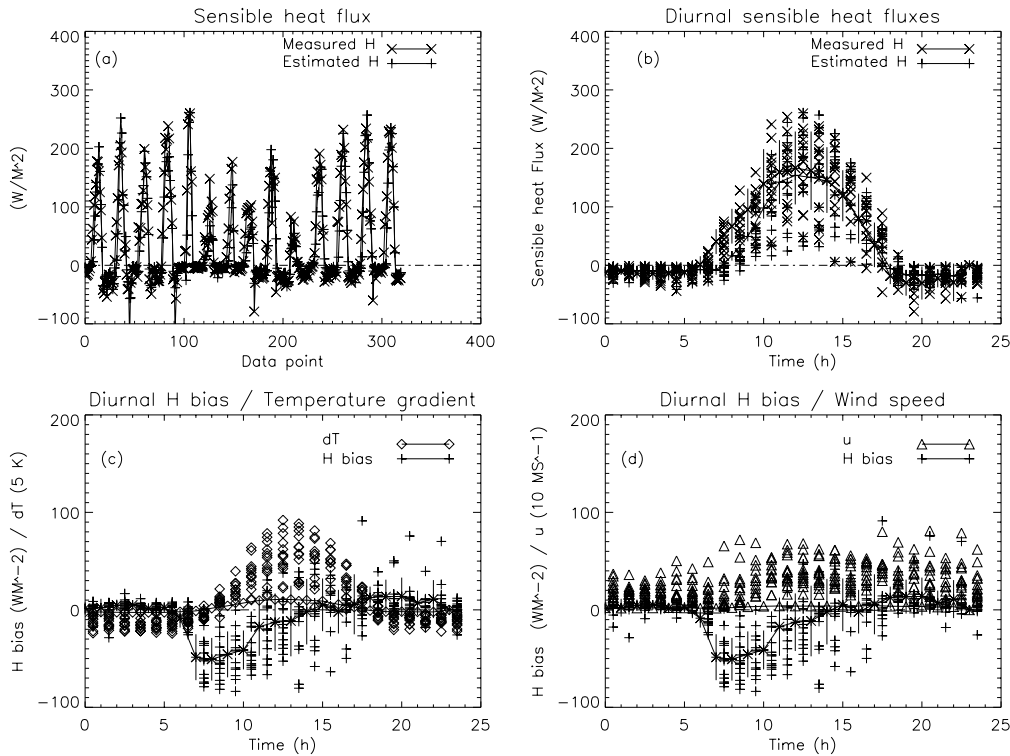 Sensible heat flux
400
300
200
100
0
−100
(W/M^2)
(a)
Measured H
Estimated H
0
100
200
300
400
Data point
Diurnal sensible heat fluxes
400
300
200
100
0
−100
Sensible heat Flux (W/M^2)
(b)
Measured H
Estimated H
0
5
10
15
20
25
Time (h)
Diurnal H bias / Temperature gradient
200
100
0
−100
H bias (WM^−2) / dT (5 K)
(c)
dT
H bias
0
5
10
15
20
25
Time (h)
Diurnal H bias / Wind speed
200
100
0
−100
H bias (WM^−2) / u (10 MS^−1)
(d)
u
H bias
0
5
10
15
20
25
Time (h)